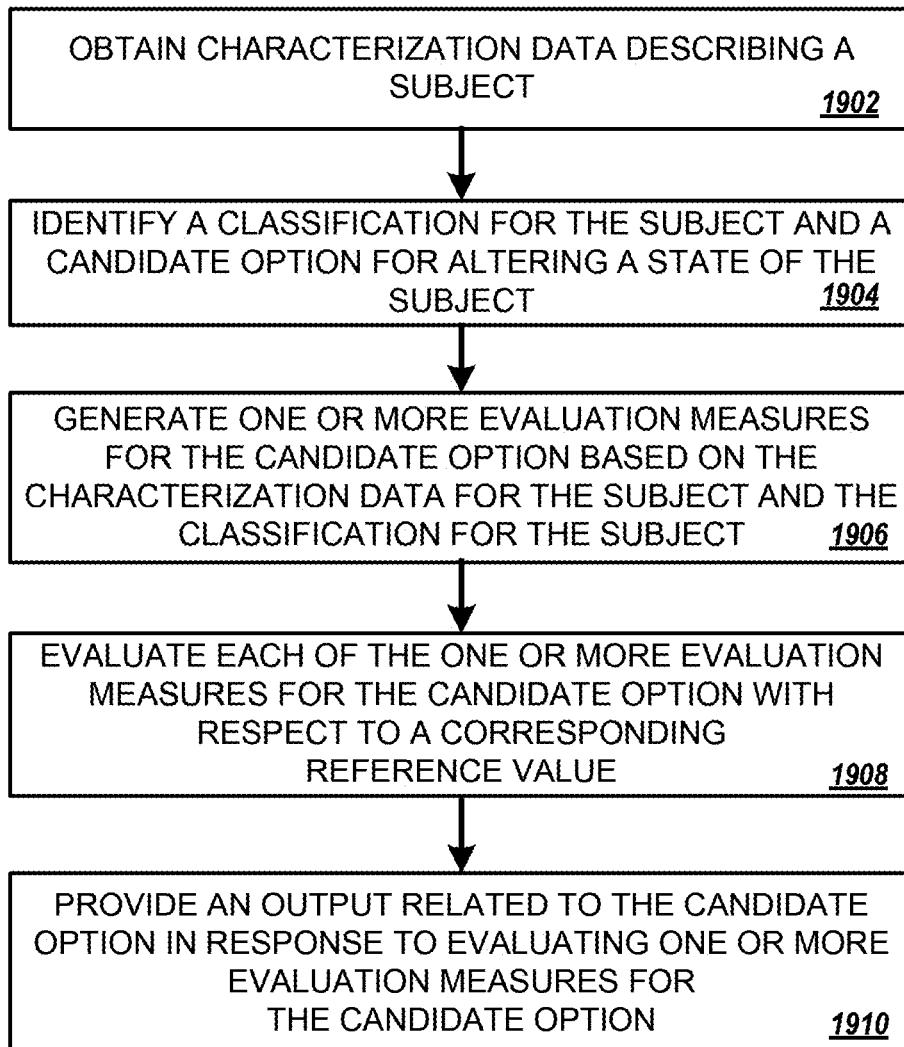 OBTAIN CHARACTERIZATION DATA DESCRIBING A
SUBJECT
1902
IDENTIFY A CLASSIFICATION FOR THE SUBJECT AND A
CANDIDATE OPTION FOR ALTERING A STATE OF THE
SUBJECT
1904
GENERATE ONE OR MORE EVALUATION MEASURES
FOR THE CANDIDATE OPTION BASED ON THE
CHARACTERIZATION DATA FOR THE SUBJECT AND THE
CLASSIFICATION FOR THE SUBJECT
1906
EVALUATE EACH OF THE ONE OR MORE EVALUATION
MEASURES FOR THE CANDIDATE OPTION WITH
RESPECT TO A CORRESPONDING
REFERENCE VALUE
1908
PROVIDE AN OUTPUT RELATED TO THE CANDIDATE
OPTION IN RESPONSE TO EVALUATING ONE OR MORE
EVALUATION MEASURES FOR
THE CANDIDATE OPTION
1910